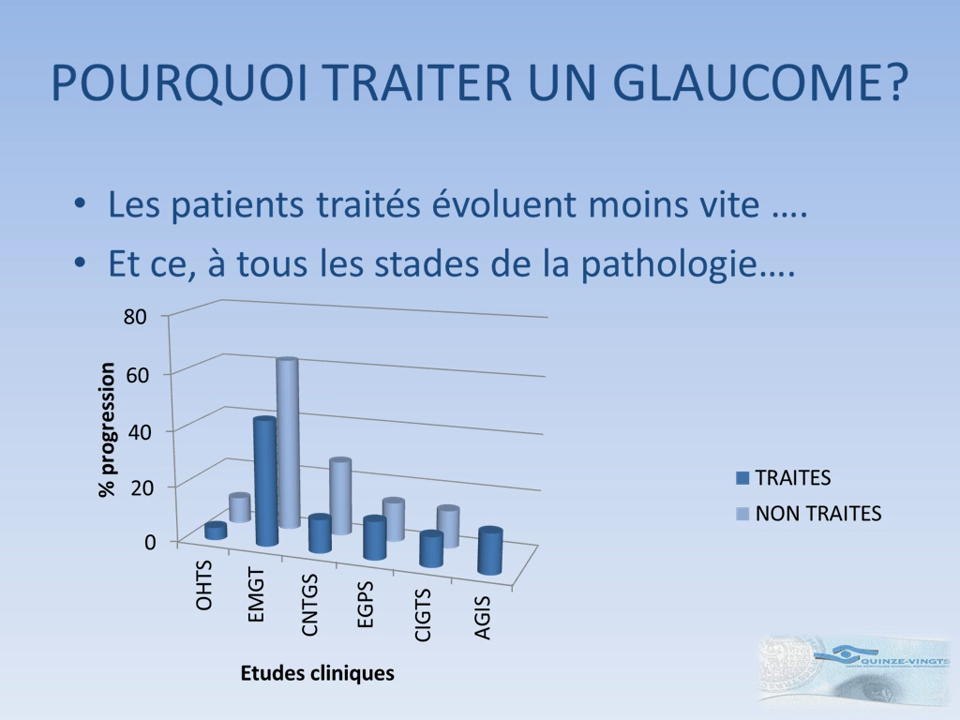 POURQUOI TRAITER UN GLAUCOME?
• Les patients traités évoluent moins vite ….
• Et ce, à tous les stades de la pathologie….
80
60
40
20
0
% progression
OHTS
EMGT
CNTGS
EGPS
CIGTS
AGIS
Etudes cliniques
TRAITES
NON TRAITES
QUINZE-VINGTS